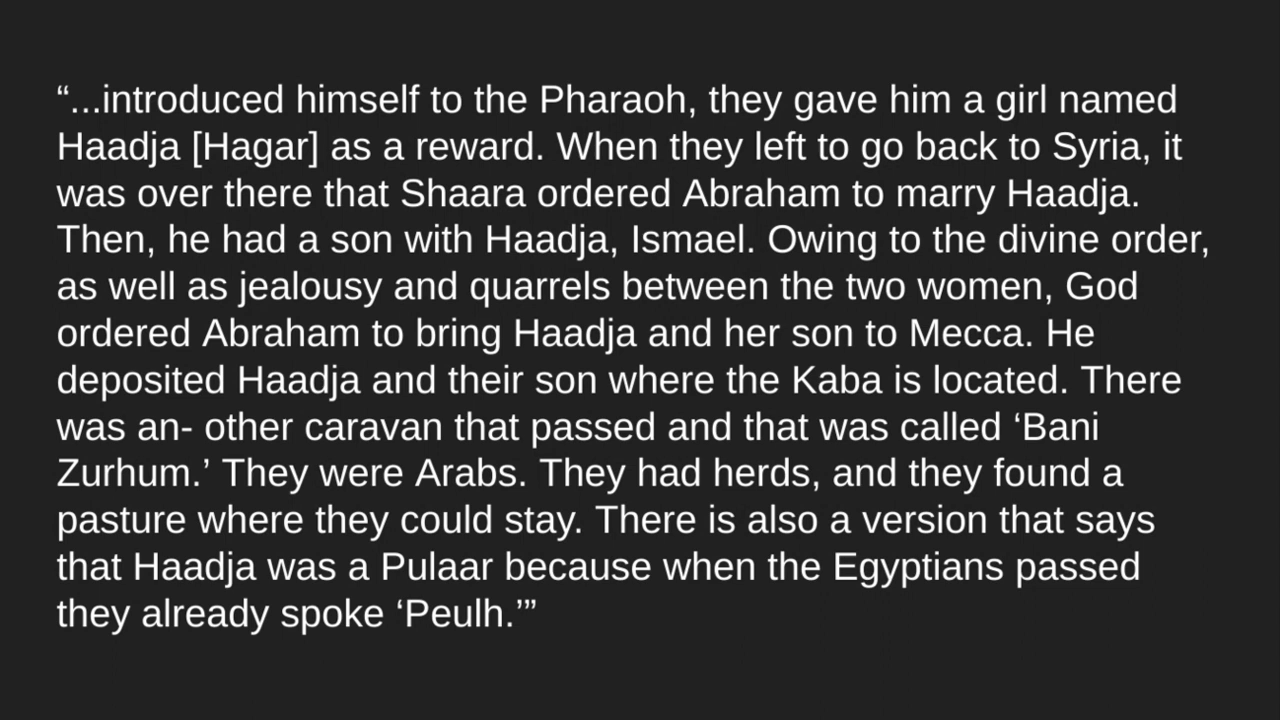 “...introduced himself to the Pharaoh, they gave him a girl named
Haadja [Hagar] as a reward. When they left to go back to Syria, it
was over there that Shaara ordered Abraham to marry Haadja.
Then, he had a son with Haadja, Ismael. Owing to the divine order,
as well as jealousy and quarrels between the two women, God
ordered Abraham to bring Haadja and her son to Mecca. He
deposited Haadja and their son where the Kaba is located. There
was an- other caravan that passed and that was called ‘Bani
Zurhum.’ They were Arabs. They had herds, and they found a
pasture where they could stay. There is also a version that says
that Haadja was a Pulaar because when the Egyptians passed
they already spoke ‘Peulh.’”